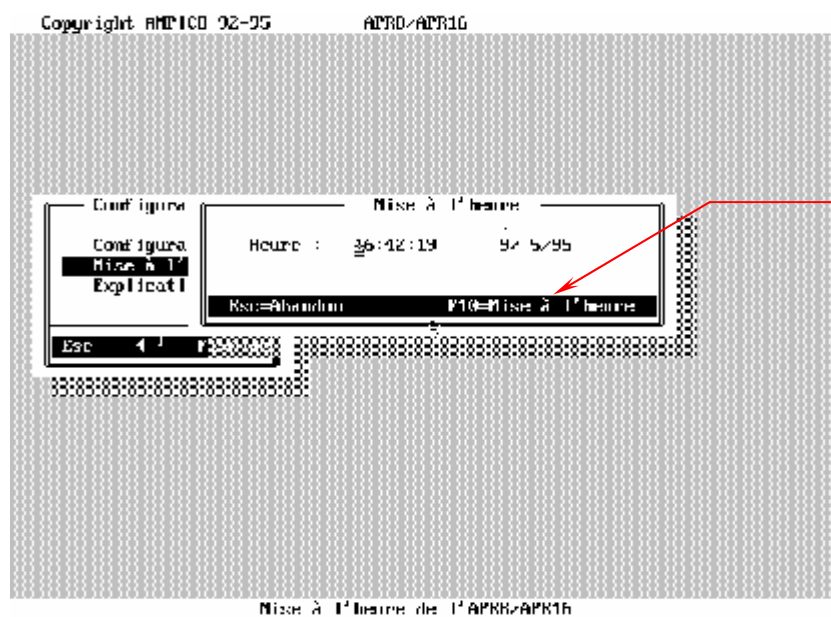 Copyright AMPICO 92-95 APR8/APR16
Configura
Mise à l'heure
Configura
Mise à l'
Explicati
Heure : 16:42:19 9/ 5/95
Esc=Abandon F10=Mise à l'heure
Esc ◄┘
Mise à l'heure de l'APR8/APR16